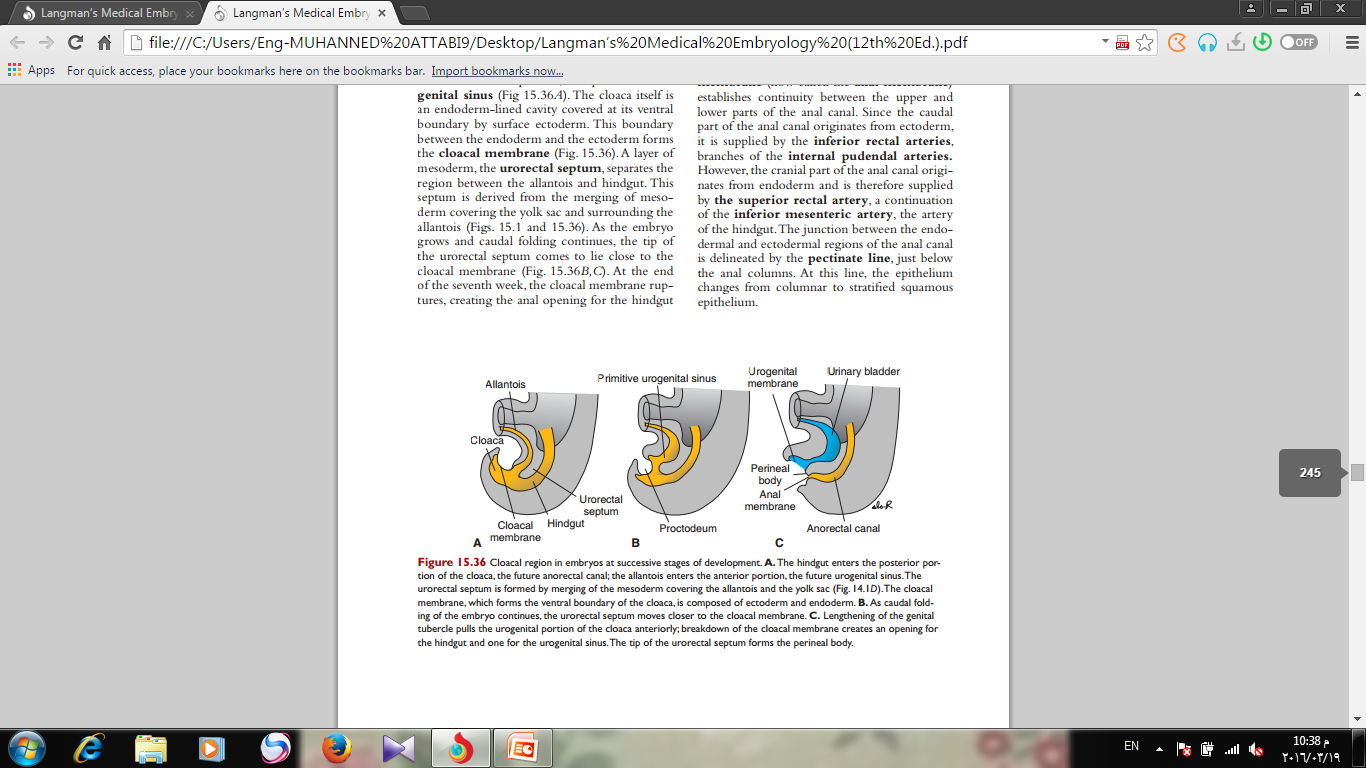 Langman's Medical Embry
Langman's Medical Embry
file:///C:/Users/Eng-MUHANNED%20ATTABI9/Desktop/Langman's%20Medical%20Embryology%20(12th%20Ed.).pdf
OFF
Apps For quick access, place your bookmarks here on the bookmarks bar. Import bookmarks now...
genital sinus (Fig 15.36A). The cloaca itself is
an endoderm-lined cavity covered at its ventral
boundary by surface ectoderm. This boundary
between the endoderm and the ectoderm forms
the cloacal membrane (Fig. 15.36). A layer of
mesoderm, the urorectal septum, separates the
region between the allantois and hindgut. This
septum is derived from the merging of meso-
derm covering the yolk sac and surrounding the
allantois (Figs. 15.1 and 15.36). As the embryo
grows and caudal folding continues, the tip of
the urorectal septum comes to lie close to the
cloacal membrane (Fig. 15.36B,C). At the end
of the seventh week, the cloacal membrane rup-
tures, creating the anal opening for the hindgut
establishes continuity between the upper and
lower parts of the anal canal. Since the caudal
part of the anal canal originates from ectoderm,
it is supplied by the inferior rectal arteries,
branches of the internal pudendal arteries.
However, the cranial part of the anal canal origi-
nates from endoderm and is therefore supplied
by the superior rectal artery, a continuation
of the inferior mesenteric artery, the artery
of the hindgut. The junction between the endo-
dermal and ectodermal regions of the anal canal
is delineated by the pectinate line, just below
the anal columns. At this line, the epithelium
changes from columnar to stratified squamous
epithelium.
Allantois
Cloaca
Cloacal
membrane
Hindgut
Urorectal
septum
A
Primitive urogenital sinus
Proctodeum
B
Urogenital
membrane
Urinary bladder
Perineal
body
Anal
membrane
Anorectal canal
C
Figure 15.36 Cloacal region in embryos at successive stages of development. A. The hindgut enters the posterior por-
tion of the cloaca, the future anorectal canal; the allantois enters the anterior portion, the future urogenital sinus. The
urorectal septum is formed by merging of the mesoderm covering the allantois and the yolk sac (Fig. 14.1D). The cloacal
membrane, which forms the ventral boundary of the cloaca, is composed of ectoderm and endoderm. B. As caudal fold-
ing of the embryo continues, the urorectal septum moves closer to the cloacal membrane. C. Lengthening of the genital
tubercle pulls the urogenital portion of the cloaca anteriorly; breakdown of the cloacal membrane creates an opening for
the hindgut and one for the urogenital sinus. The tip of the urorectal septum forms the perineal body.
245
EN
10:38 م
٢٠١٦/٠٣/١٩